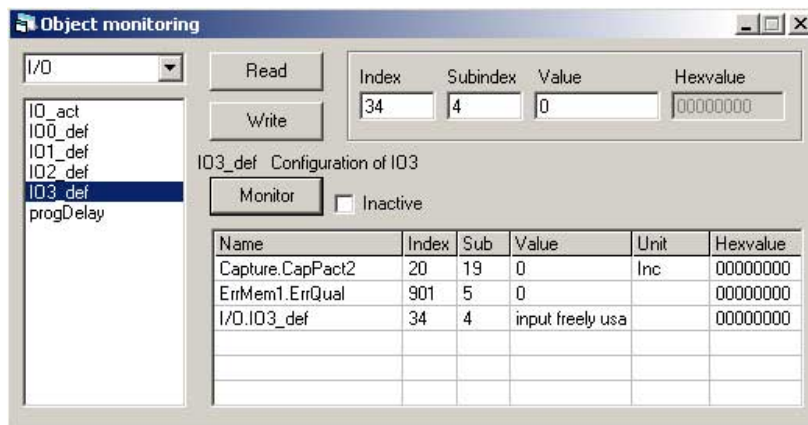 Object monitoring
I/O
Read
Write
Index Subindex Value Hexvalue
34 4 0 00000000
IO_act
IO0_def
IO1_def
IO2_def
IO3_def
progDelay
IO3_def Configuration of IO3
Monitor
Inactive
Name Index Sub Value Unit Hexvalue
Capture.CapPact2 20 19 0 Inc 00000000
ErrMem1.ErrQual 901 5 0 00000000
I/O.IO3_def 34 4 input freely usa 00000000